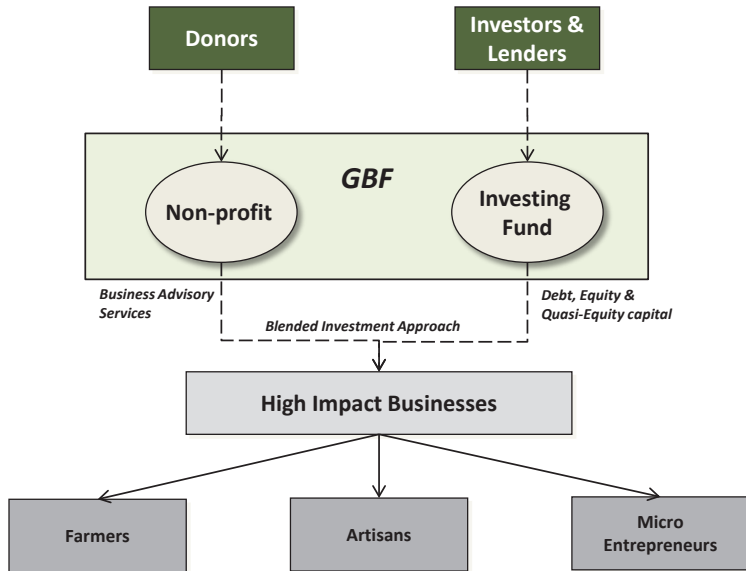 Donors
Investors &
Lenders
GBF
Non-profit
Investing
Fund
Business Advisory
Services
Debt, Equity &
Quasi-Equity capital
Blended Investment Approach
High Impact Businesses
Farmers
Artisans
Micro
Entrepreneurs